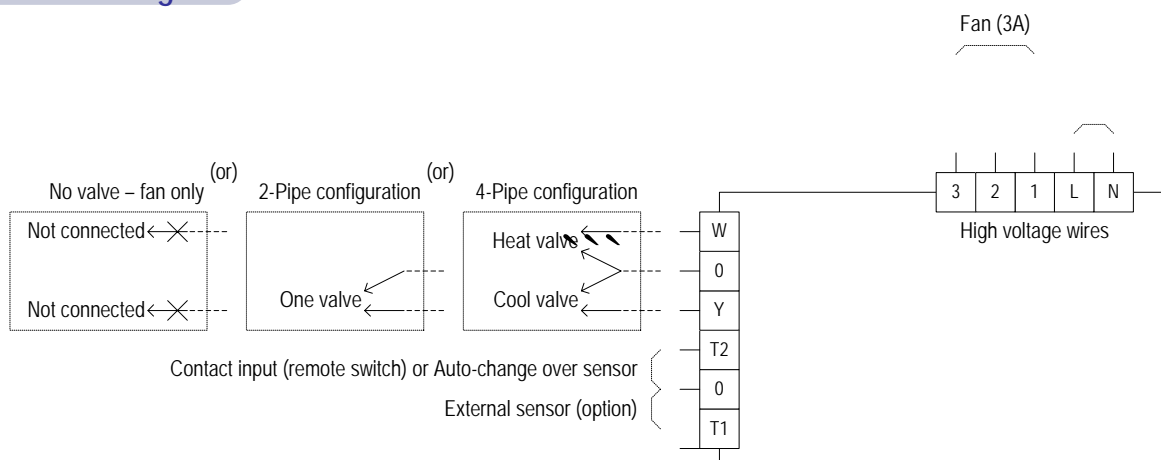 Fan (3A)
(or)
(or)
No valve – fan only
2-Pipe configuration
4-Pipe configuration
3 2 1 L N
High voltage wires
Not connected
Heat valve
W
0
One valve
Cool valve
Not connected
Y
T2
Contact input (remote switch) or Auto-change over sensor
0
External sensor (option)
T1